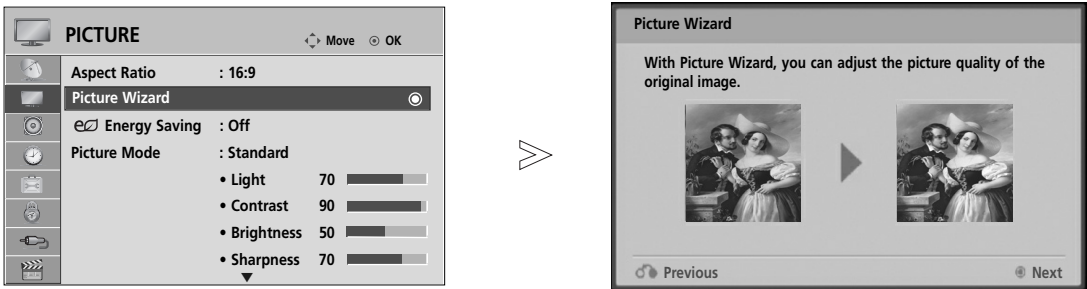 PICTURE
Move ⊙ OK
Aspect Ratio : 16:9
Picture Wizard
Energy Saving : Off
Picture Mode : Standard
• Light 70
• Contrast 90
• Brightness 50
• Sharpness 70
Picture Wizard
With Picture Wizard, you can adjust the picture quality of the
original image.
Previous
Next